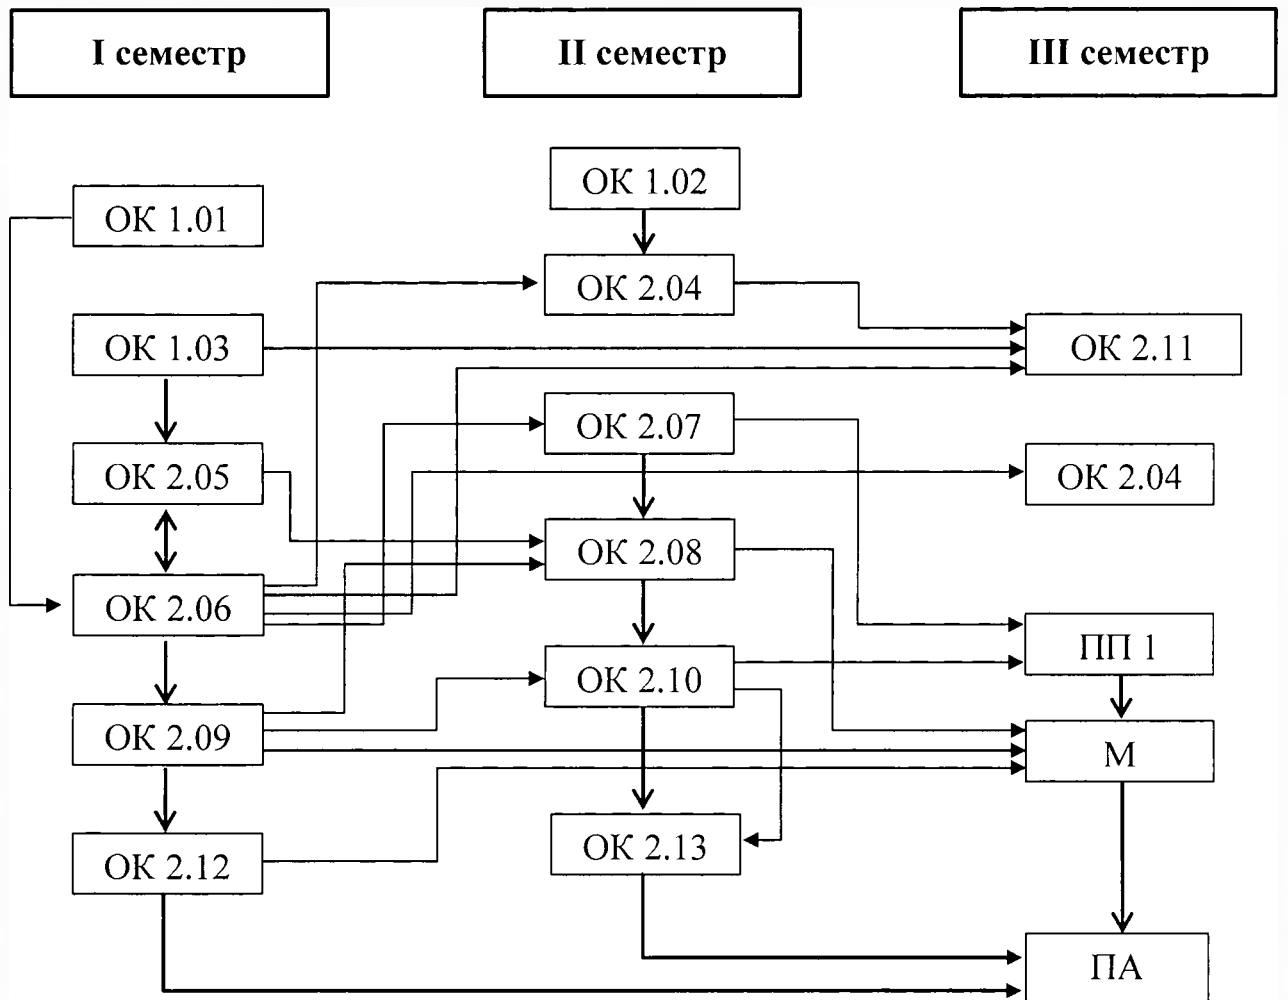 I семестр
II семестр
III семестр
ОК 1.01
ОК 1.02
ОК 2.04
ОК 1.03
ОК 2.11
ОК 2.07
ОК 2.05
ОК 2.04
ОК 2.08
ОК 2.06
ПП 1
ОК 2.10
ОК 2.09
М
ОК 2.12
ОК 2.13
ПА